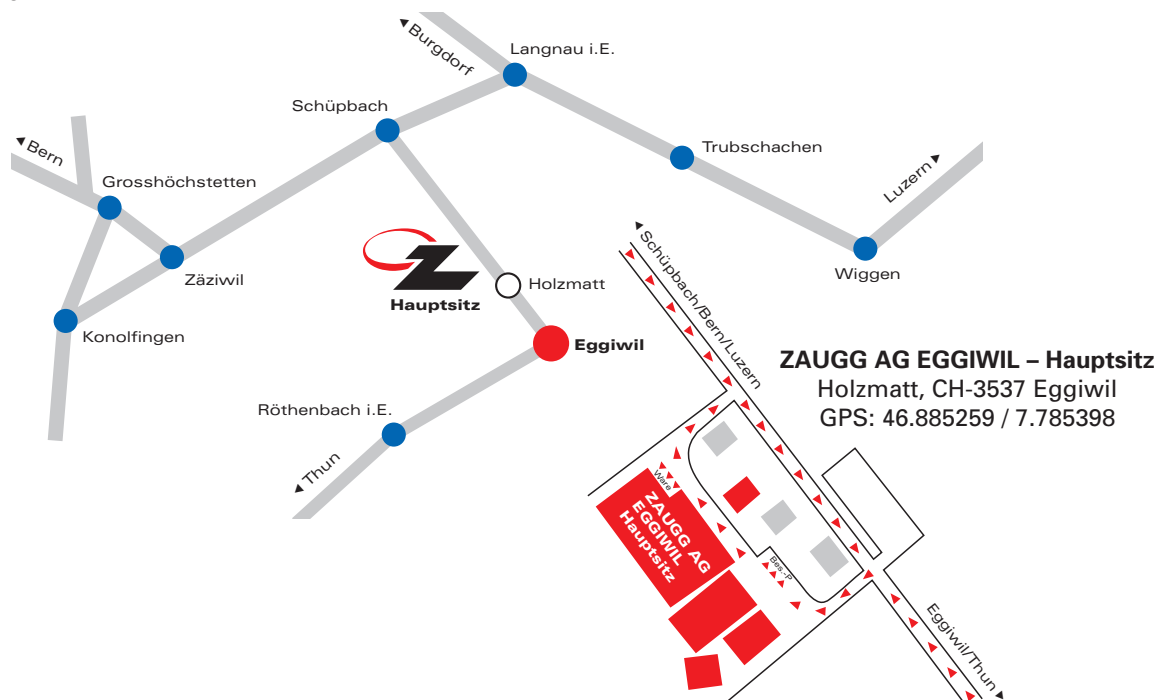 Burgdorf
Langnau i.E.
Schüpbach
Bern
Trubschachen
Grosshöchstetten
Luzern
Zäziwil
Holzmatt
Hauptsitz
Wiggen
Schüpbach/Bern/Luzern
Konolfingen
Eggiwil
ZAUGG AG EGGIWIL – Hauptsitz
Holzmatt, CH-3537 Eggiwil
GPS: 46.885259 / 7.785398
Röthenbach i.E.
Thun
Ware
ZAUGG AG
EGGIWIL
Hauptsitz
Bes.-P
Eggiwil/Thun